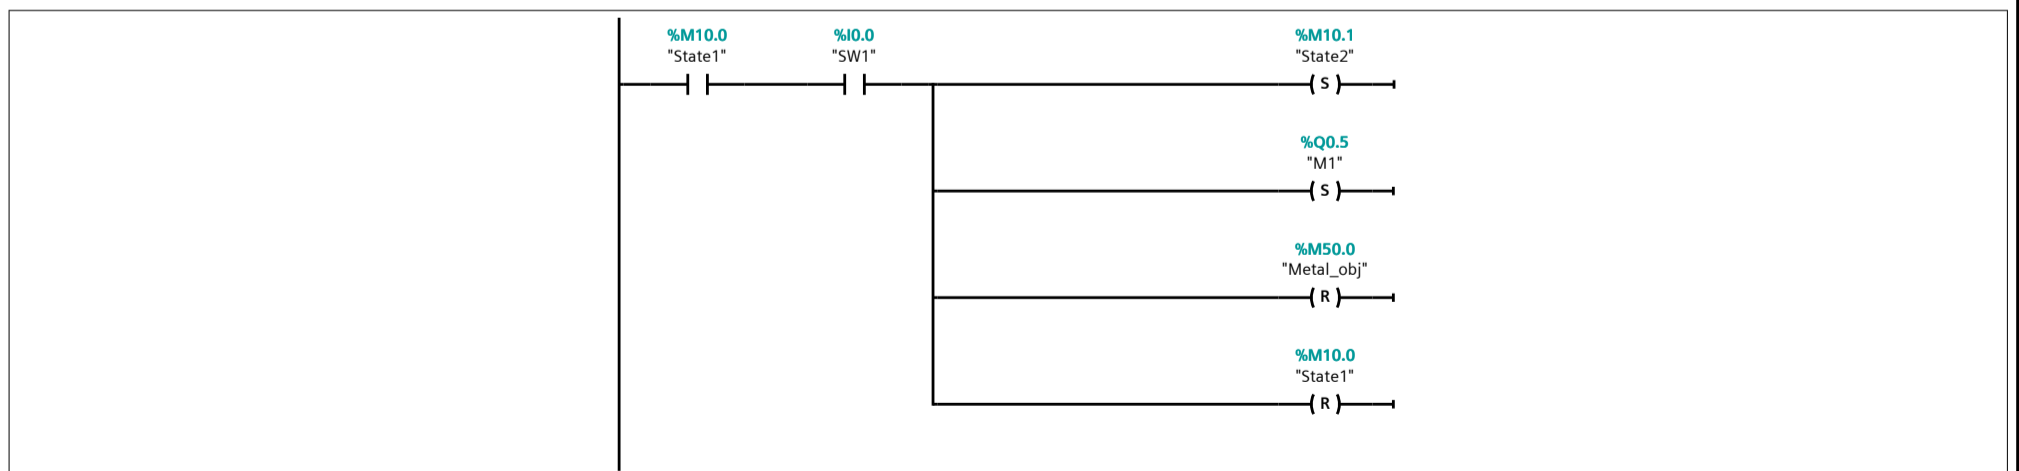 %M10.0
"State1"
%I0.0
"SW1"
%M10.1
"State2"
S
%Q0.5
"M1"
S
%M50.0
"Metal_obj"
R
%M10.0
"State1"
R